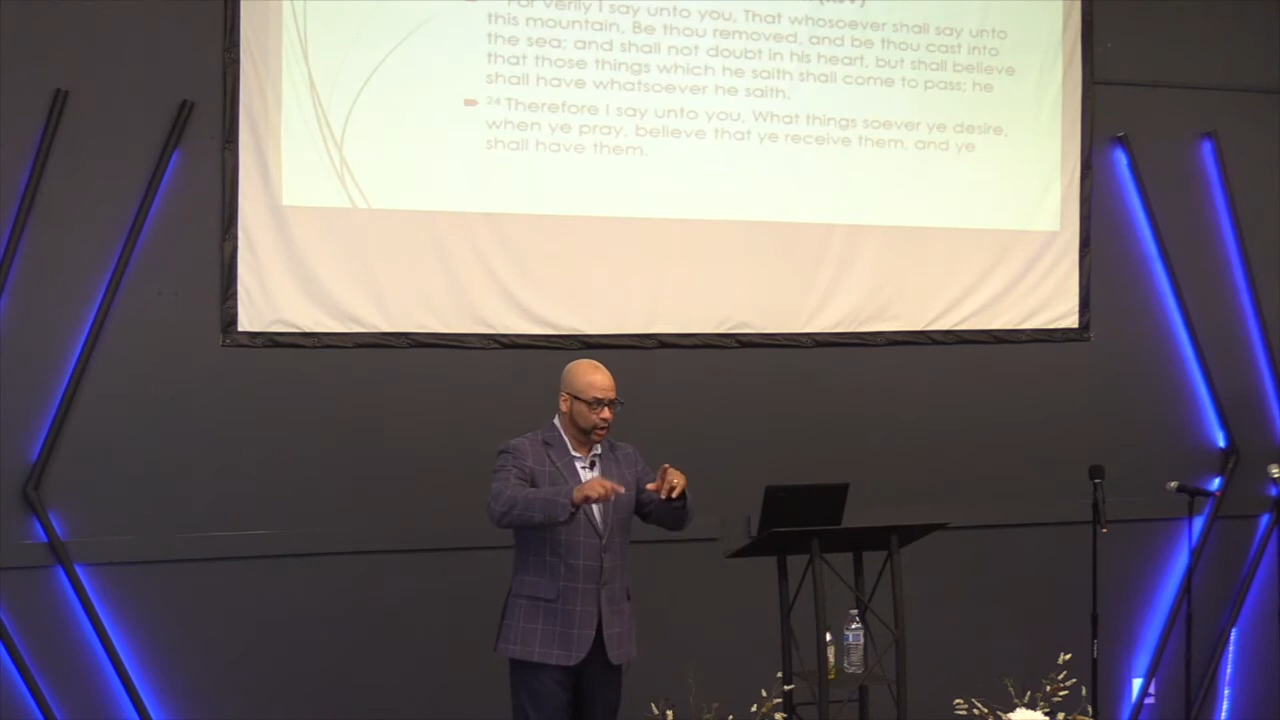 For verily I say unto you, That whosoever shall say unto
this mountain, Be thou removed, and be thou cast into
the sea; and shall not doubt in his heart, but shall believe
that those things which he saith shall come to pass; he
shall have whatsoever he saith.
24 Therefore I say unto you, What things soever ye desire,
when ye pray, believe that ye receive them, and ye
shall have them.